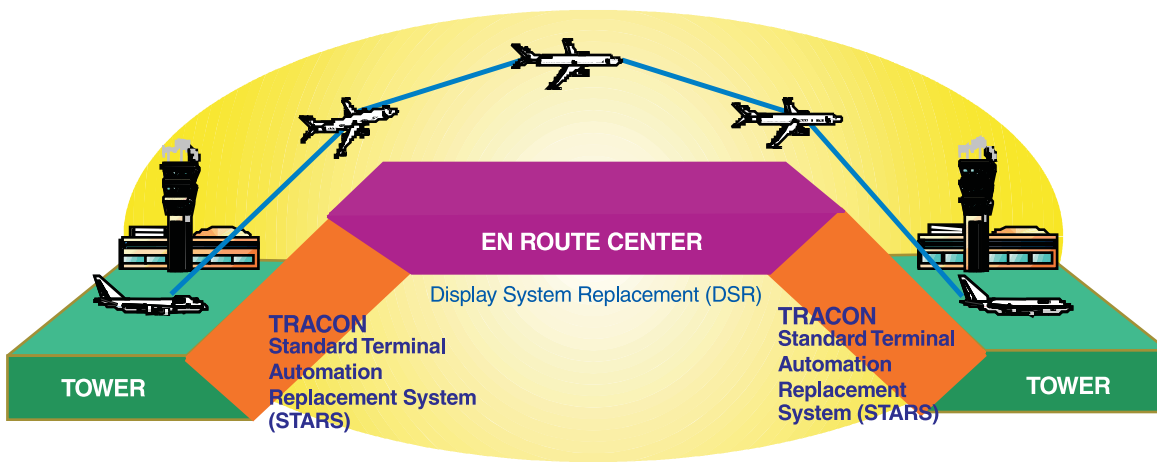 EN ROUTE CENTER
Display System Replacement (DSR)
TRACON
Standard Terminal
Automation
Replacement System
(STARS)
TRACON
Standard Terminal
Automation
Replacement
System (STARS)
TOWER
TOWER